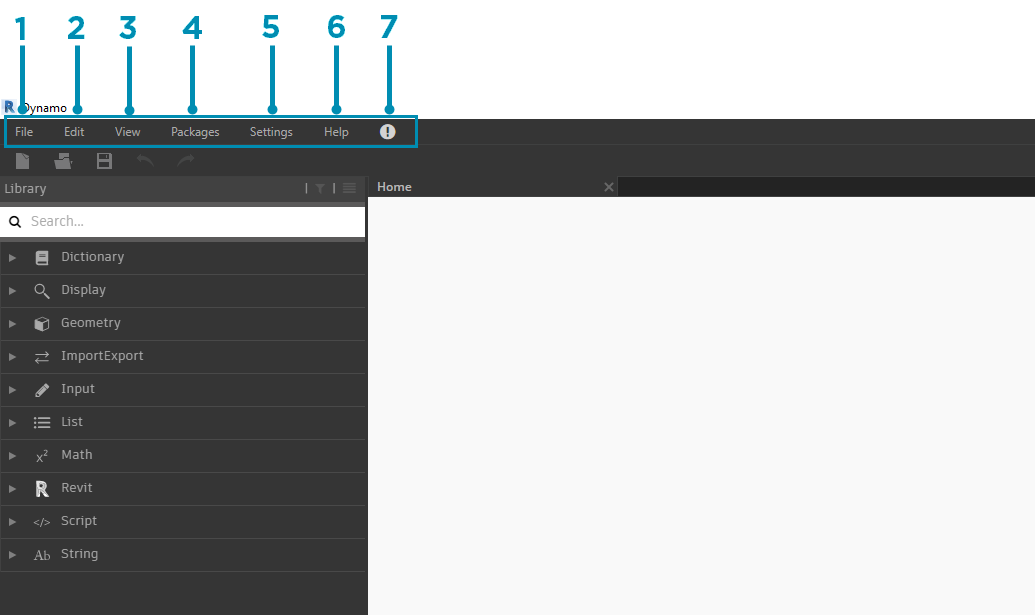 1 2 3 4 5 6 7
R Dynamo
File Edit View Packages Settings Help !
Library
Home
Search...
Dictionary
Display
Geometry
ImportExport
Input
List
x² Math
R Revit
</> Script
Ab String